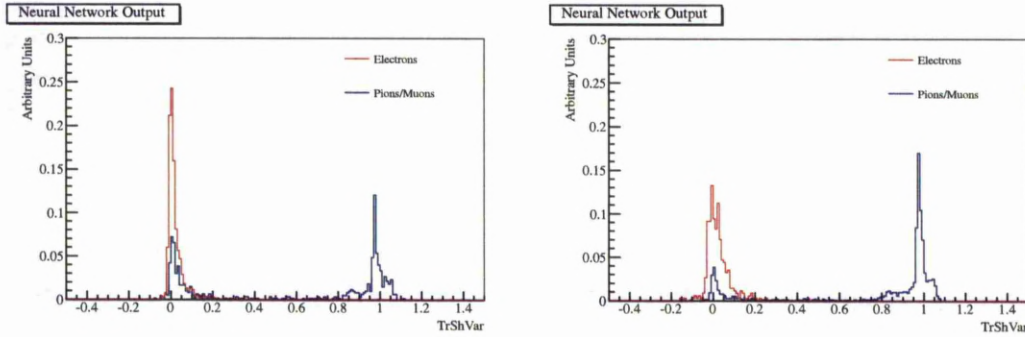 Neural Network Output
Arbitrary Units
0.3
0.25
0.2
0.15
0.1
0.05
0
-0.4 -0.2 0 0.2 0.4 0.6 0.8 1 1.2 1.4
TrShVar
Electrons
Pions/Muons
Neural Network Output
Arbitrary Units
0.3
0.25
0.2
0.15
0.1
0.05
0
-0.4 -0.2 0 0.2 0.4 0.6 0.8 1 1.2 1.4
TrShVar
Electrons
Pions/Muons